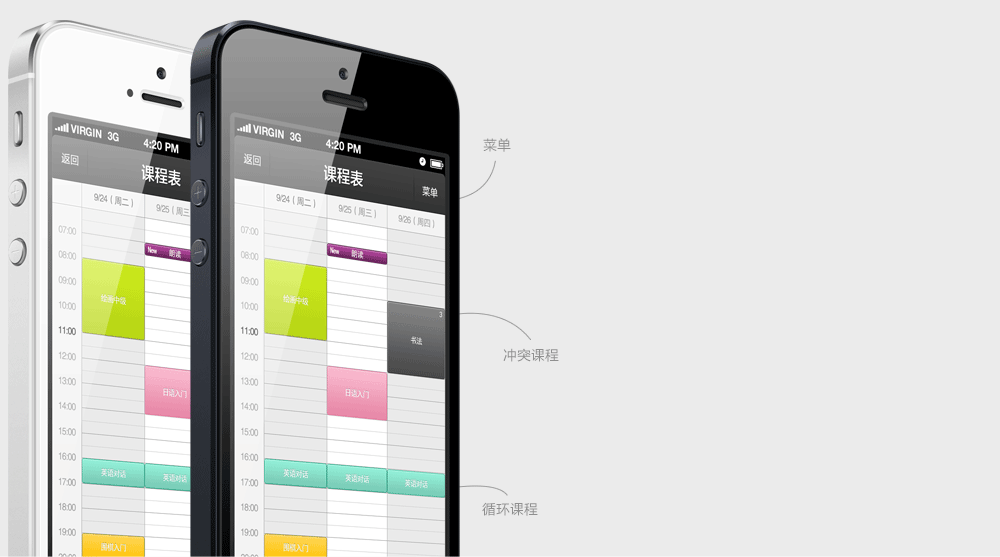 VIRGIN 3G
4:20 PM
返回
课程表
9/24（周二）
9/25（周三
07:00
08:00
09:00
10:00
11:00
12:00
13:00
14:00
15:00
16:00
17:00
18:00
19:00
20:00
New 朗读
绘画中级
日语入门
英语对话
英语对话
围棋入门
VIRGIN 3G
4:20 PM
返回
课程表
菜单
9/24（周二）
9/25（周三）
9/26（周四）
07:00
08:00
09:00
10:00
11:00
12:00
13:00
14:00
15:00
16:00
17:00
18:00
19:00
20:00
New 朗读
绘画中级
3
书法
日语入门
英语对话
英语对话
英语对话
围棋入门
菜单
冲突课程
循环课程